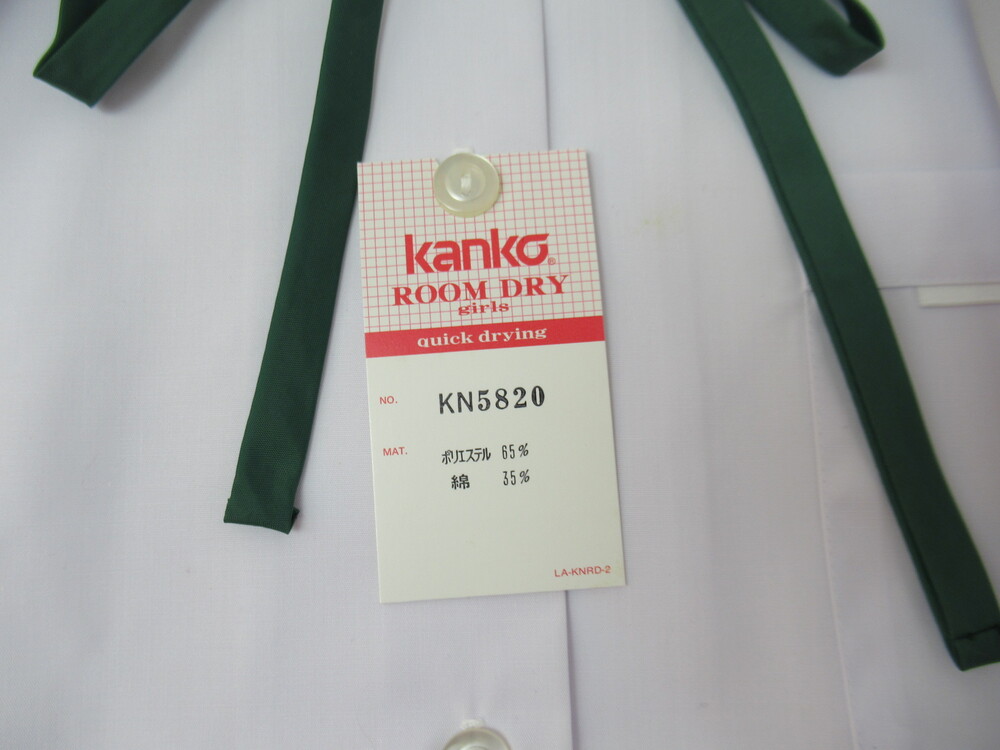 kanko®
ROOM DRY
girls
quick drying
NO. KN5820
MAT. ポリエステル 65%
綿 35%
LA-KNRD-2